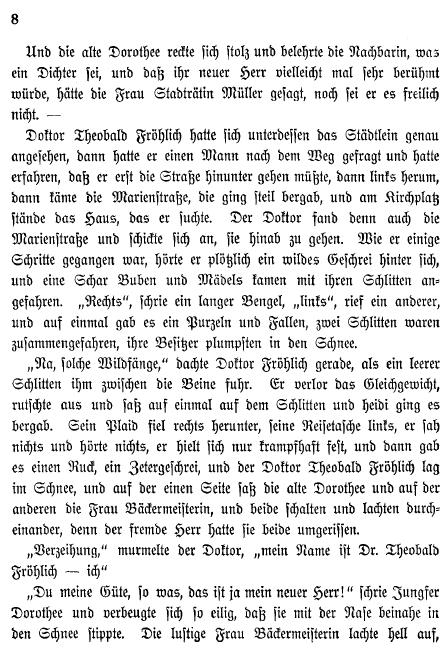 8
Und die alte Dorothee reckte sich stolz und belehrte die Nachbarin, was
ein Dichter sei, und daß ihr neuer Herr vielleicht mal sehr berühmt
würde, hätte die Frau Stadträtin Müller gesagt, noch sei er es freilich
nicht. —
Doktor Theobald Fröhlich hatte sich unterdessen das Städtlein genau
angesehen, dann hatte er einen Mann nach dem Weg gefragt und hatte
erfahren, daß er erst die Straße hinunter gehen müßte, dann links herum,
dann käme die Marienstraße, die ging steil bergab, und am Kirchplatz
stände das Haus, das er suchte. Der Doktor fand denn auch die
Marienstraße und schickte sich an, sie hinab zu gehen. Wie er einige
Schritte gegangen war, hörte er plötzlich ein wildes Geschrei hinter sich,
und eine Schar Buben und Mädels kamen mit ihren Schlitten an-
gefahren. „Rechts“, schrie ein langer Bengel, „links“, rief ein anderer,
und auf einmal gab es ein Purzeln und Fallen, zwei Schlitten waren
zusammengefahren, ihre Besitzer plumpsten in den Schnee.
„Na, solche Wildfänge,“ dachte Doktor Fröhlich gerade, als ein leerer
Schlitten ihm zwischen die Beine fuhr. Er verlor das Gleichgewicht,
rutschte aus und saß auf einmal auf dem Schlitten und heidi ging es
bergab. Sein Plaid fiel rechts herunter, seine Reisetasche links, er sah
nichts und hörte nichts, er hielt sich nur krampfhaft fest, und dann gab
es einen Ruck, ein Zetergeschrei, und der Doktor Theobald Fröhlich lag
im Schnee, und auf der einen Seite saß die alte Dorothee und auf der
anderen die Frau Bäckermeisterin, und beide schalten und lachten durch-
einander, denn der fremde Herr hatte sie beide umgerissen.
„Verzeihung,“ murmelte der Doktor, „mein Name ist Dr. Theobald
Fröhlich — ich“
„Du meine Güte, so was, das ist ja mein neuer Herr!“ schrie Jungfer
Dorothee und verbeugte sich so eilig, daß sie mit der Nase beinahe in
den Schnee stippte. Die lustige Frau Bäckermeisterin lachte hell auf,